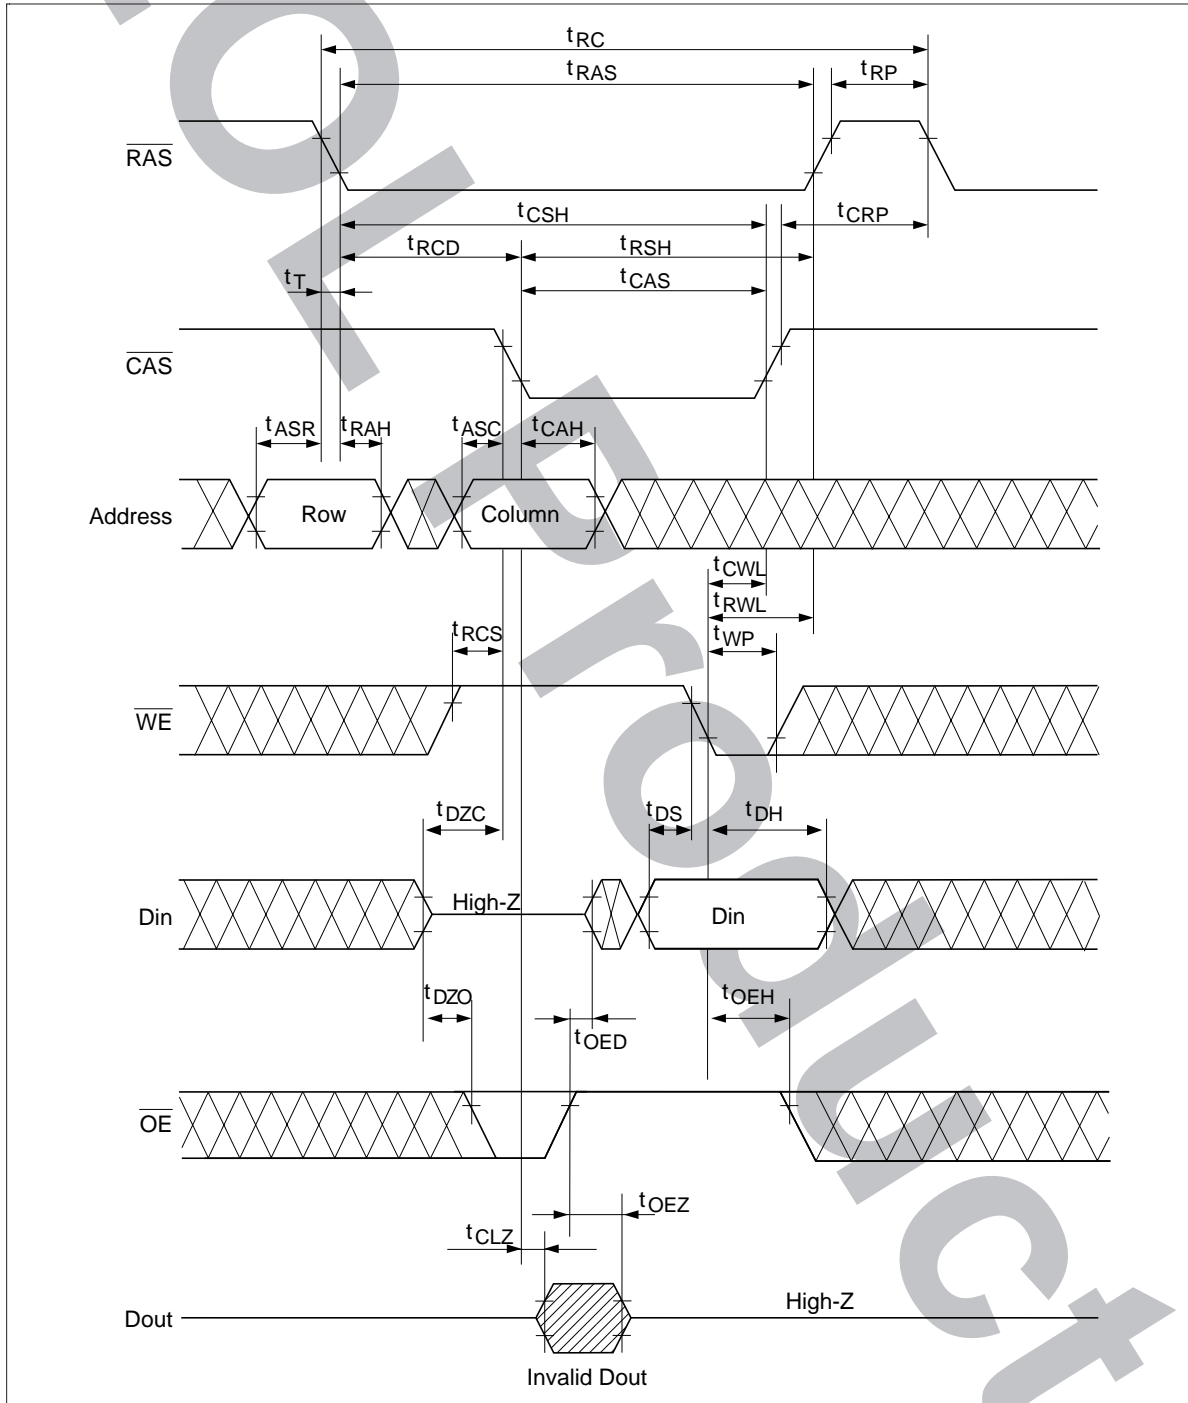 EOL Product
tRC
tRAS
tRP
RAS
tCSH
tCRP
tRCD
tRSH
tT
tCAS
CAS
tASR
tRAH
tASC
tCAH
Address
Row
Column
tCWL
tRWL
tRCS
tWP
WE
tDZC
tDS
tDH
Din
High-Z
Din
tDZO
tOED
tOEH
OE
tOEZ
tCLZ
Dout
High-Z
Invalid Dout